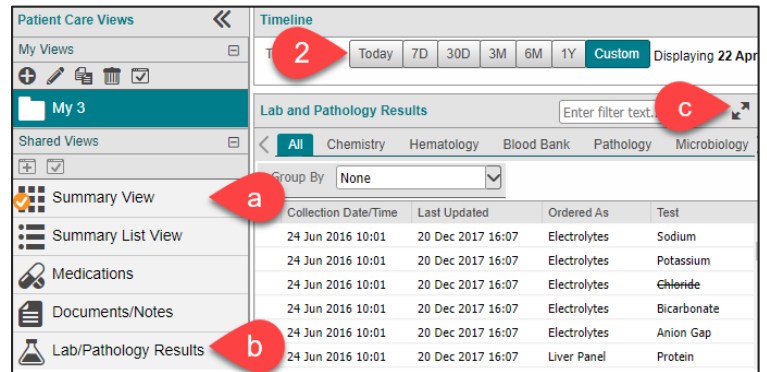 Patient Care Views
My Views
My 3
Shared Views
Summary View
Summary List View
Medications
Documents/Notes
Lab/Pathology Results
a
b
Timeline
T
2
Today 7D 30D 3M 6M 1Y Custom Displaying 22 Apr
Lab and Pathology Results Enter filter text.. c
All Chemistry Hematology Blood Bank Pathology Microbiology
Group By None
Collection Date/Time Last Updated Ordered As Test
24 Jun 2016 10:01 20 Dec 2017 16:07 Electrolytes Sodium
24 Jun 2016 10:01 20 Dec 2017 16:07 Electrolytes Potassium
24 Jun 2016 10:01 20 Dec 2017 16:07 Electrolytes Chloride
24 Jun 2016 10:01 20 Dec 2017 16:07 Electrolytes Bicarbonate
24 Jun 2016 10:01 20 Dec 2017 16:07 Electrolytes Anion Gap
24 Jun 2016 10:01 20 Dec 2017 16:07 Liver Panel Protein